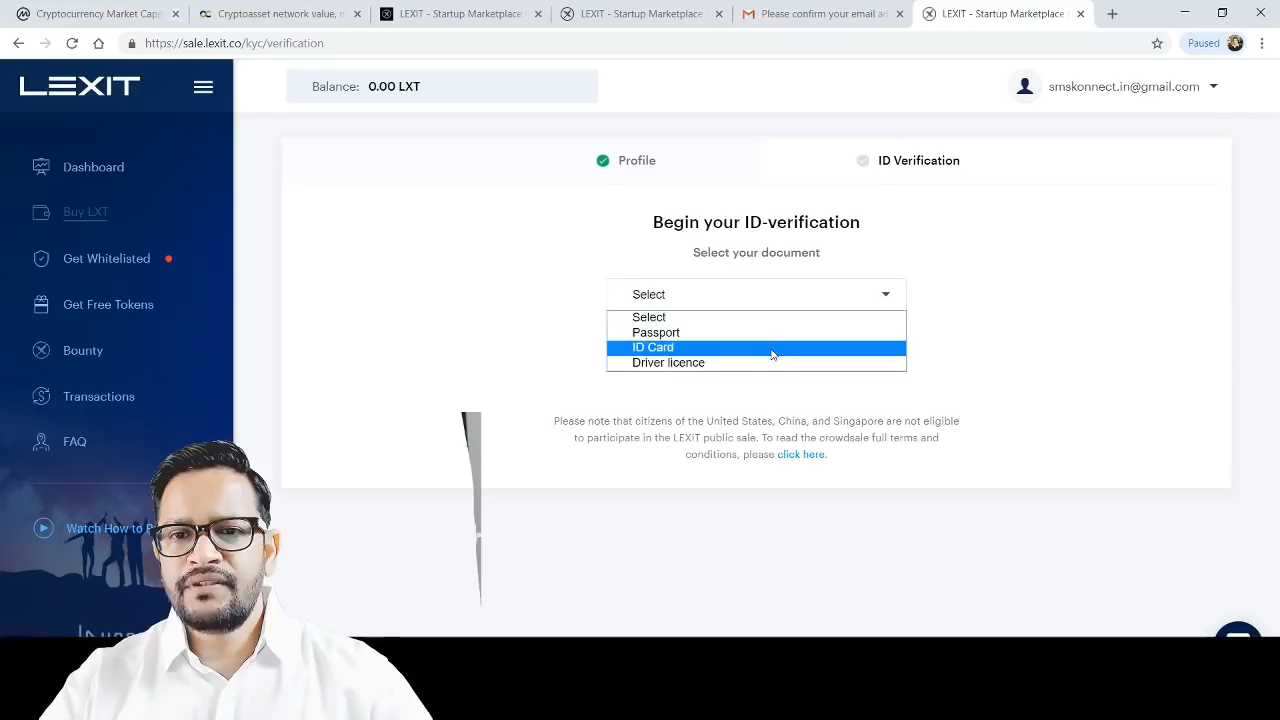 Cryptocurrency Market Capi
Cryptoasset network value, m
LEXIT - Startup Marketplace
LEXIT - Startup Marketplace
Please confirm your email ad
LEXIT - Startup Marketplace
https://sale.lexit.co/kyc/verification
Paused
LEXIT
Balance: 0.00 LXT
smskonnect.in@gmail.com
Dashboard
Buy LXT
Get Whitelisted
Get Free Tokens
Bounty
Transactions
FAQ
Watch How to
Profile
ID Verification
Begin your ID-verification
Select your document
Select
Select
Passport
ID Card
Driver licence
Please note that citizens of the United States, China, and Singapore are not eligible
to participate in the LEXIT public sale. To read the crowdsale full terms and
conditions, please click here.